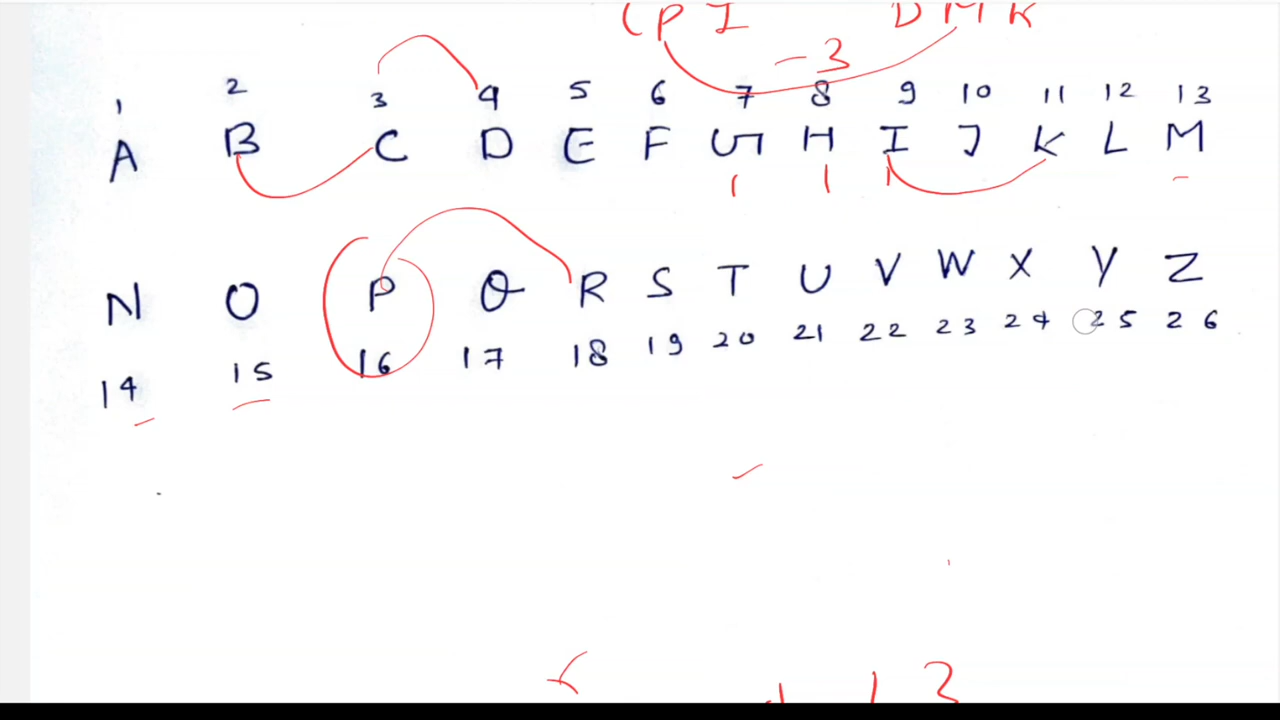 CPI DMK
-3
1 2 3 4 5 6 7 8 9 10 11 12 13
A B C D E F G H I J K L M
N O P Q R S T U V W X Y Z
14 15 16 17 18 19 20 21 22 23 24 25 26